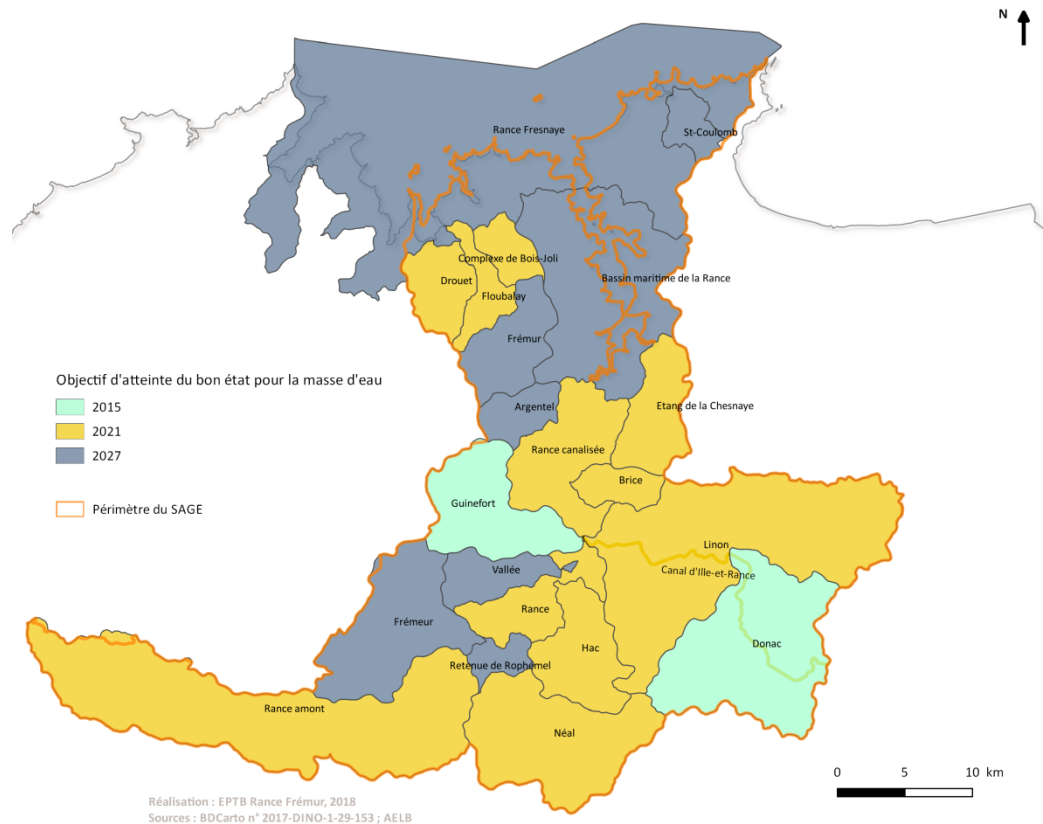 N
Rance Fresnaye
St-Coulomb
Complexe de Bois-Joli
Drouet
Bassin maritime de la Rance
Floubalay
Frémur
Objectif d'atteinte du bon état pour la masse d'eau
2015
2021
2027
Périmètre du SAGE
Argentel
Etang de la Chesnaye
Rance canalisée
Brice
Guinefort
Linon
Canal d'Ille-et-Rance
Vallée
Rance
Frémeur
Hac
Donac
Retenue de Rophémel
Rance amont
Néal
0 5 10 km
Réalisation : EPTB Rance Frémur, 2018
Sources : BDCarto n° 2017-DINO-1-29-153 ; AELB